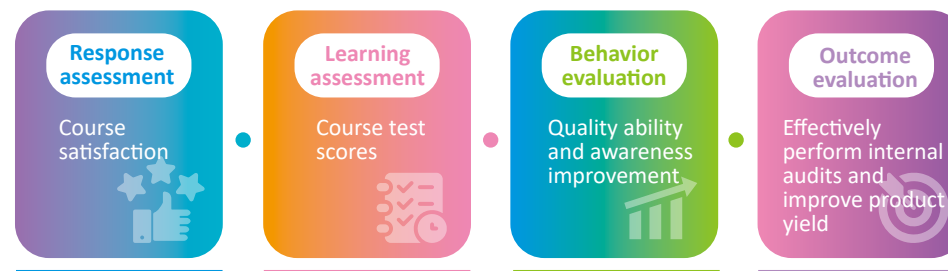 Response
assessment
Course
satisfaction
Learning
assessment
Course test
scores
Behavior
evaluation
Quality ability
and awareness
improvement
Outcome
evaluation
Effectively
perform internal
audits and
improve product
yield